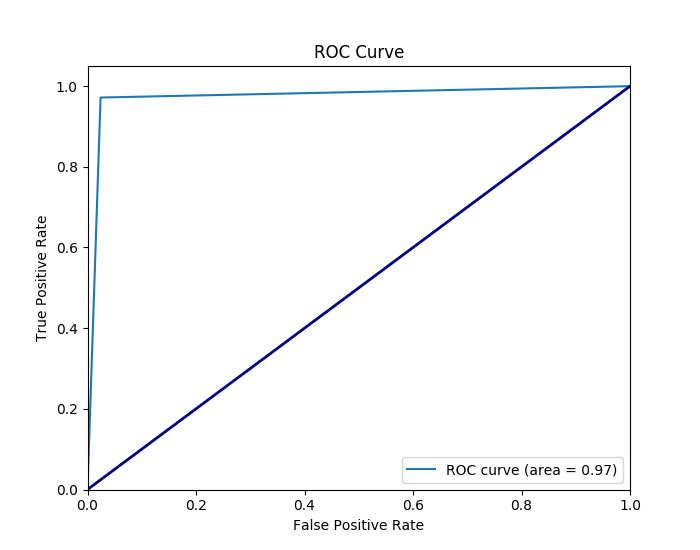 ROC Curve
1.0
0.8
0.6
0.4
0.2
0.0
True Positive Rate
ROC curve (area = 0.97)
0.0 0.2 0.4 0.6 0.8 1.0
False Positive Rate